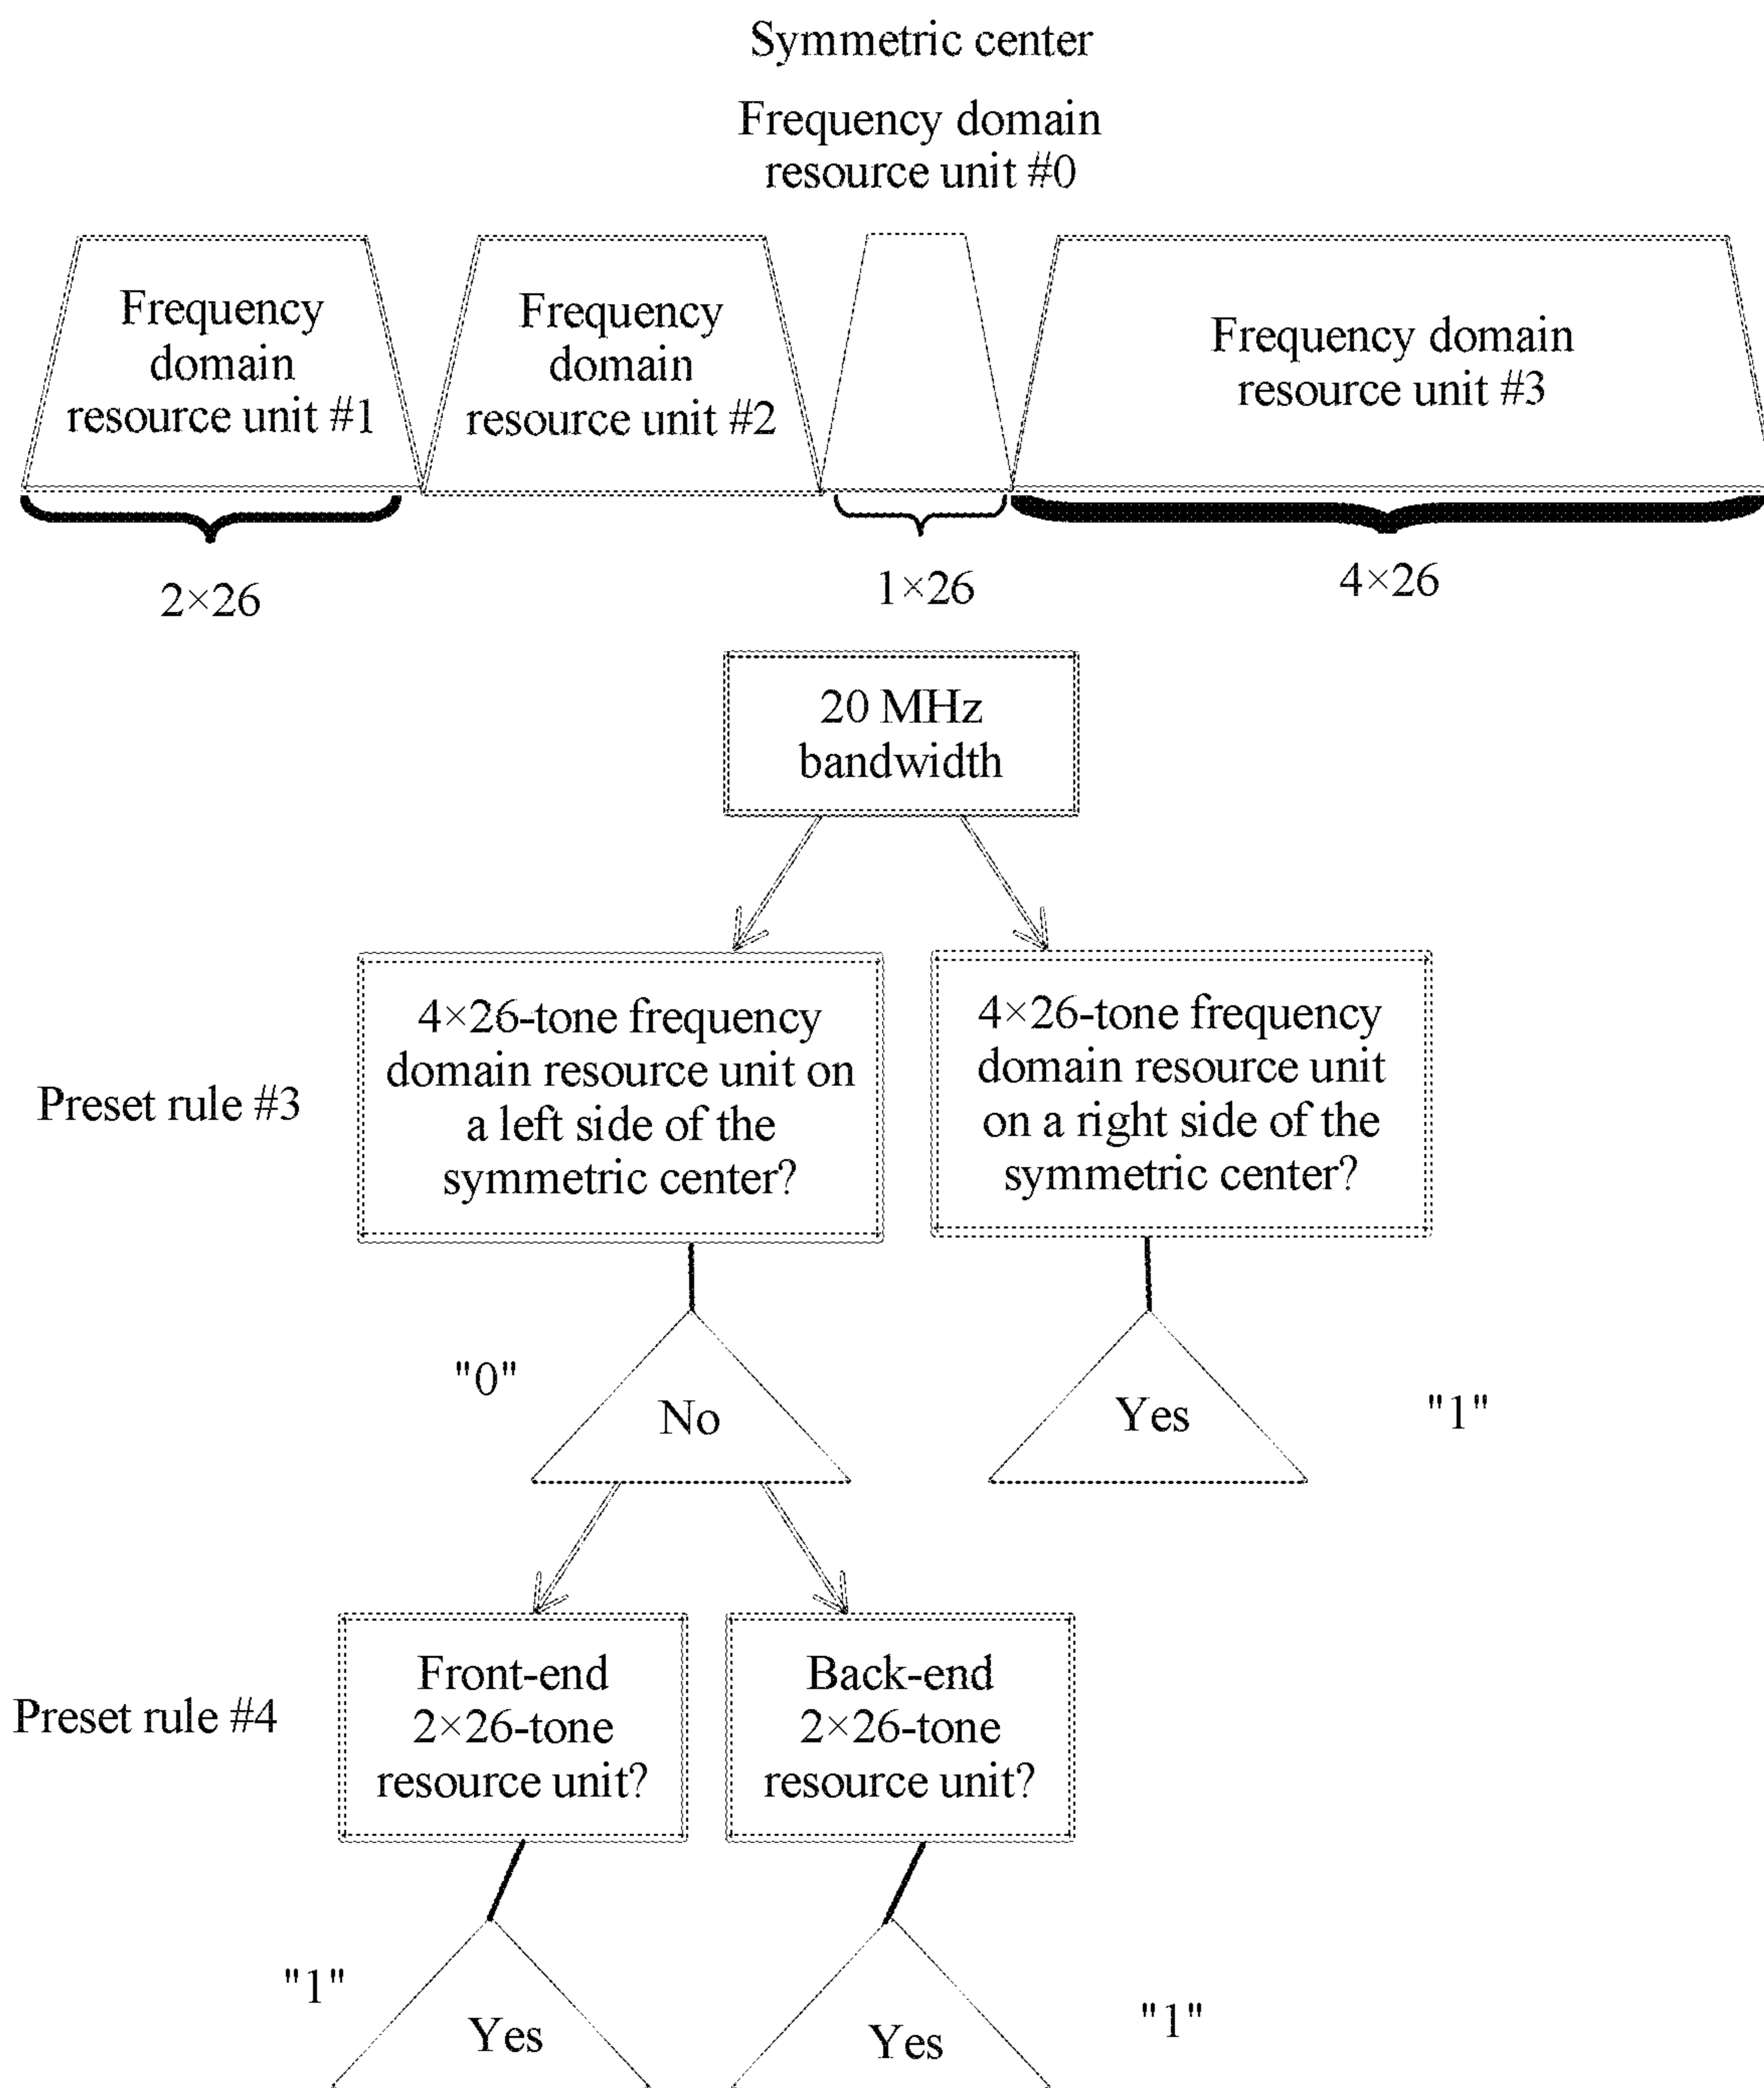 Symmetric center
Frequency domain
resource unit #0
Frequency
domain
resource unit #1
Frequency
domain
resource unit #2
Frequency domain
resource unit #3
2×26
1×26
4×26
20 MHz
bandwidth
Preset rule #3
4×26-tone frequency
domain resource unit on
a left side of the
symmetric center?
4×26-tone frequency
domain resource unit
on a right side of the
symmetric center?
"0"
No
Yes
"1"
Preset rule #4
Front-end
2×26-tone
resource unit?
Back-end
2×26-tone
resource unit?
"1"
Yes
Yes
"1"